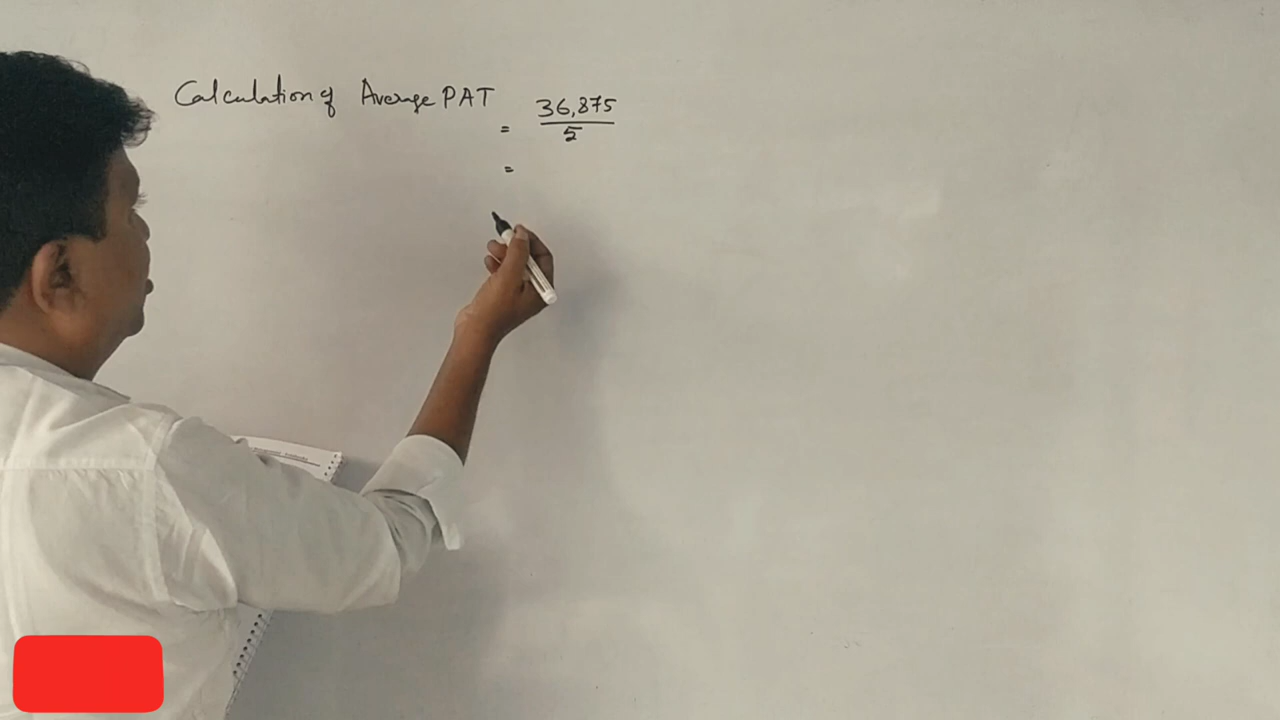 Calculation of Average PAT
= 36,875
5
=